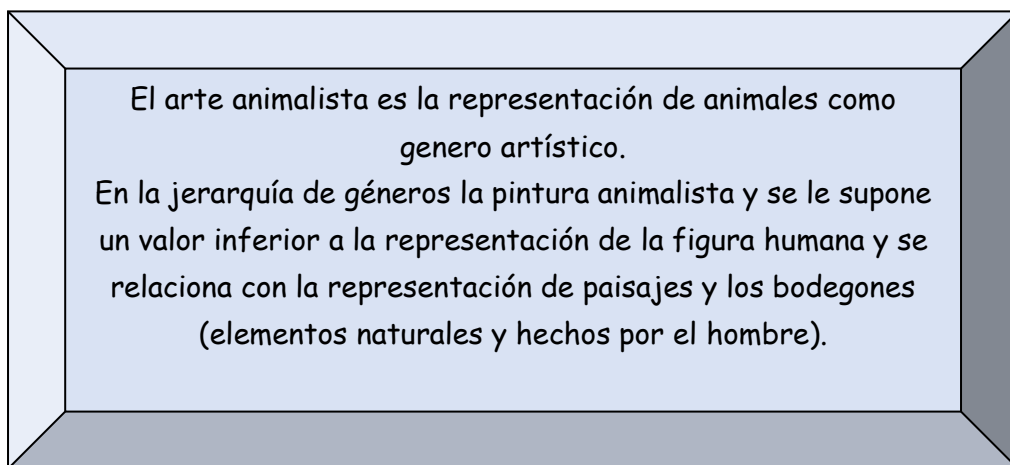 El arte animalista es la representación de animales como
genero artístico.
En la jerarquía de géneros la pintura animalista y se le supone
un valor inferior a la representación de la figura humana y se
relaciona con la representación de paisajes y los bodegones
(elementos naturales y hechos por el hombre).